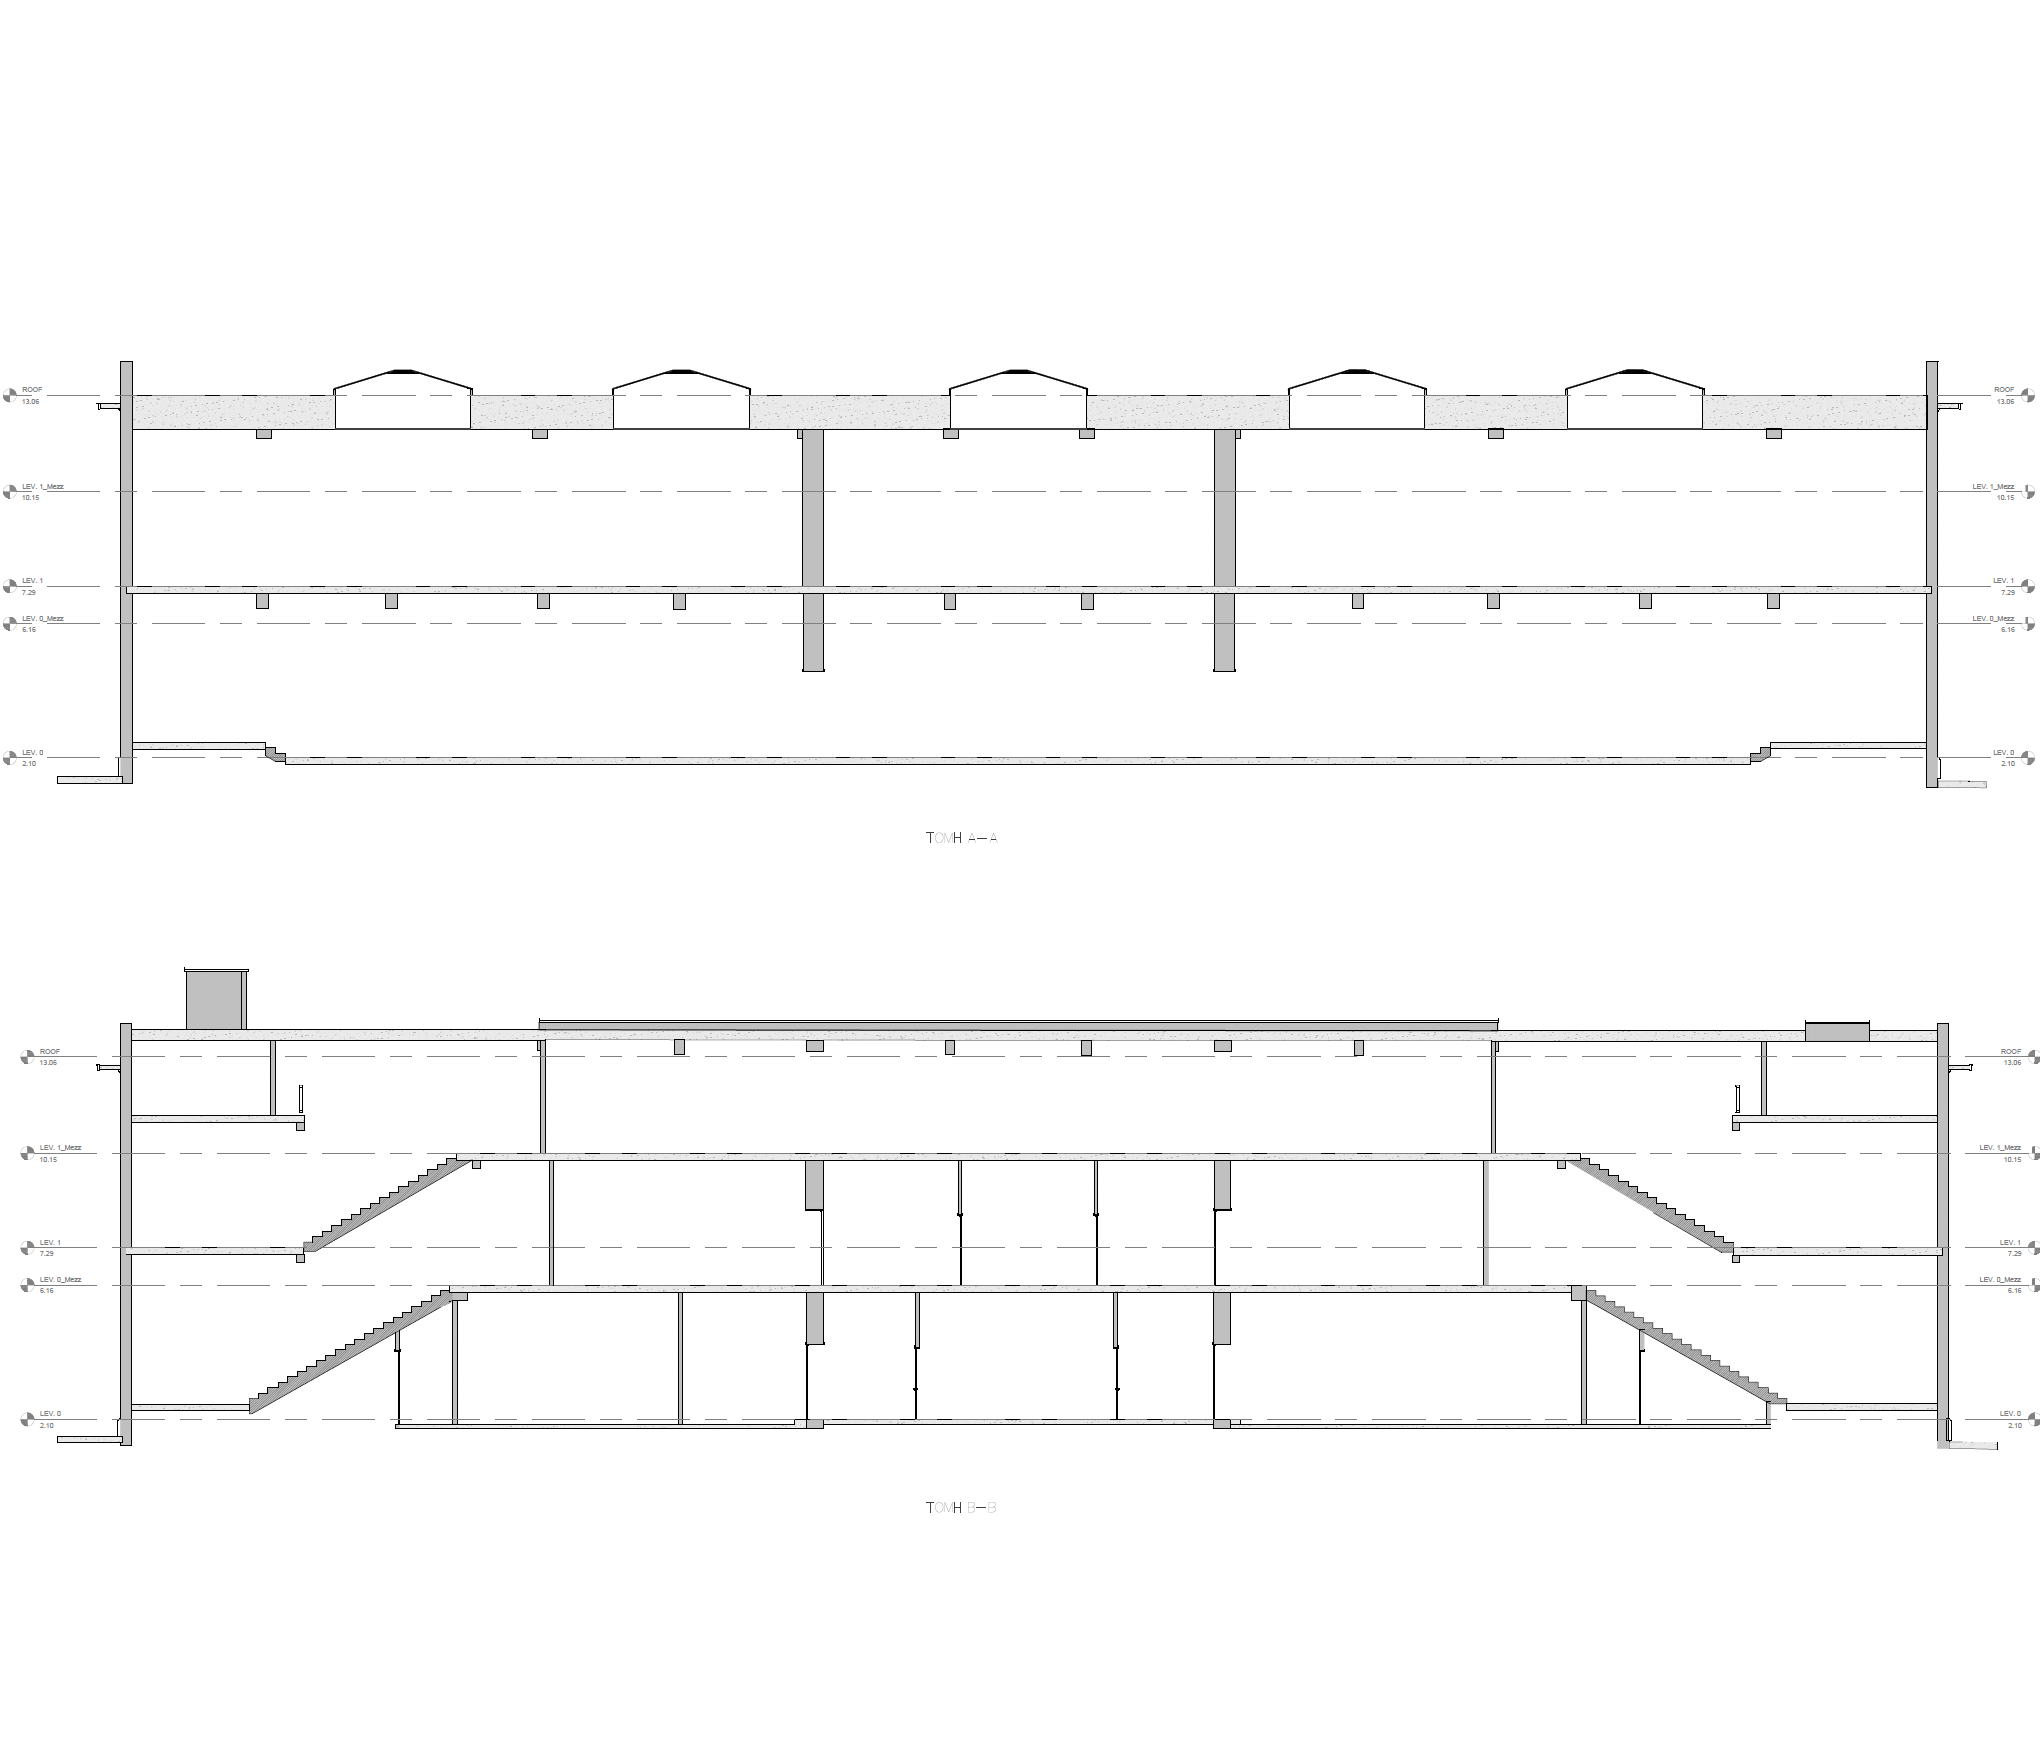 ROOF
13.06
ROOF
13.06
LEV. 1_Mezz
10.15
LEV. 1_Mezz
10.15
LEV. 1
7.29
LEV. 1
7.29
LEV. 0_Mezz
6.16
LEV. 0_Mezz
6.16
LEV. 0
2.10
LEV. 0
2.10
ΤΟΜΗ Α-Α
ROOF
13.06
ROOF
13.06
LEV. 1_Mezz
10.15
LEV. 1_Mezz
10.15
LEV. 1
7.29
LEV. 1
7.29
LEV. 0_Mezz
6.16
LEV. 0_Mezz
6.16
LEV. 0
2.10
LEV. 0
2.10
ΤΟΜΗ Β-Β